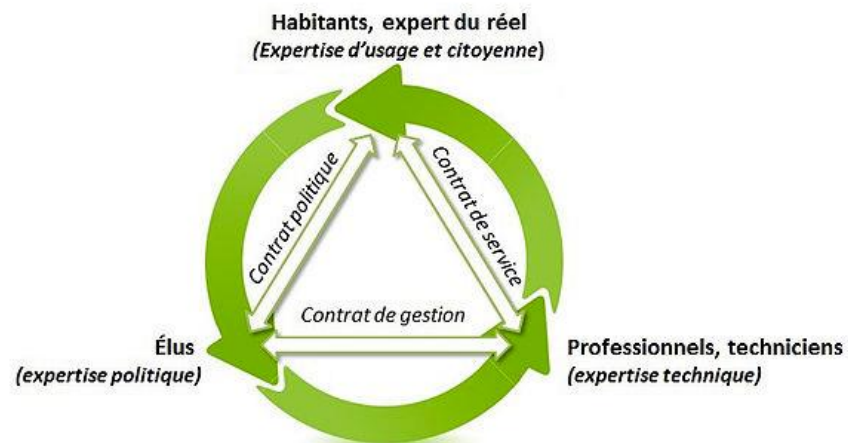 Habitants, expert du réel
(Expertise d'usage et citoyenne)
Contrat politique
Contrat de service
Contrat de gestion
Élus
(expertise politique)
Professionnels, techniciens
(expertise technique)